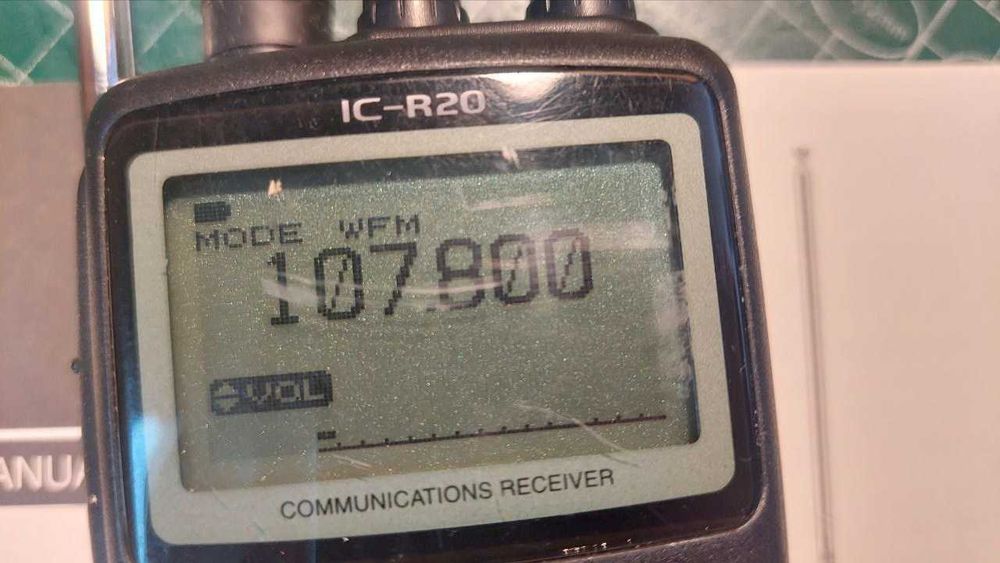 IC-R20
MODE WFM
107.800
VOL
COMMUNICATIONS RECEIVER
ANUA